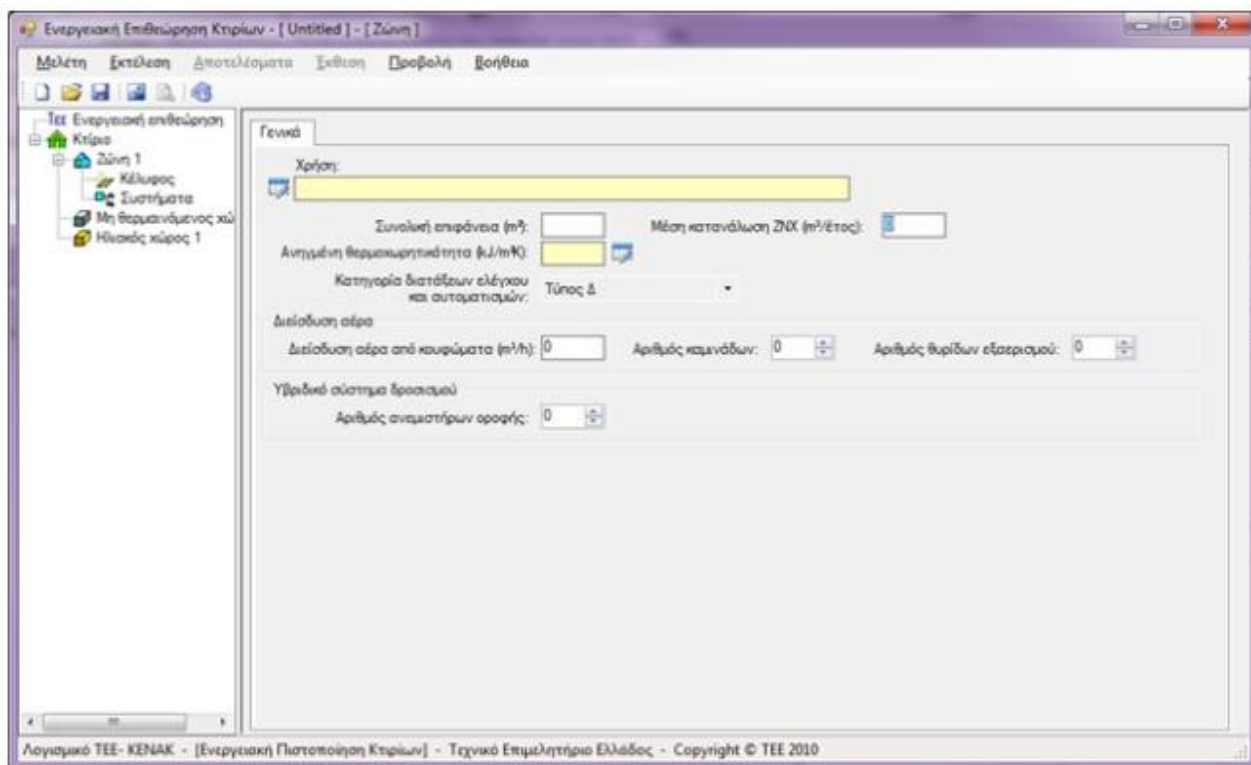 Ενεργειακή Επιθεώρηση Κτιρίων - [ Untitled ] - [ Ζώνη ]
Μελέτη Εκτέλεση Αποτελέσματα Έκθεση Προβολή Βοήθεια
ΤΕΕ Ενεργειακή επιθεώρηση
Κτίριο
Ζώνη 1
Κέλυφος
Συστήματα
Μη θερμαινόμενος χώ
Ηλιακός χώρος 1
Γενικά
Χρήση:
Συνολική επιφάνεια (m²):
Μέση κατανάλωση ΖΝΧ (m³/έτος):
Ανηγμένη θερμοχωρητικότητα (kJ/m²K):
Κατηγορία διατάξεων ελέγχου
και αυτοματισμών:
Τύπος Δ
Διείσδυση αέρα
Διείσδυση αέρα από κουφώματα (m³/h): 0 Αριθμός καμινάδων: 0 Αριθμός θυρίδων εξαερισμού: 0
Υβριδικό σύστημα δροσισμού
Αριθμός ανεμιστήρων οροφής: 0
Λογισμικό ΤΕΕ- ΚΕΝΑΚ - [Ενεργειακή Πιστοποίηση Κτιρίων] - Τεχνικό Επιμελητήριο Ελλάδος - Copyright © ΤΕΕ 2010